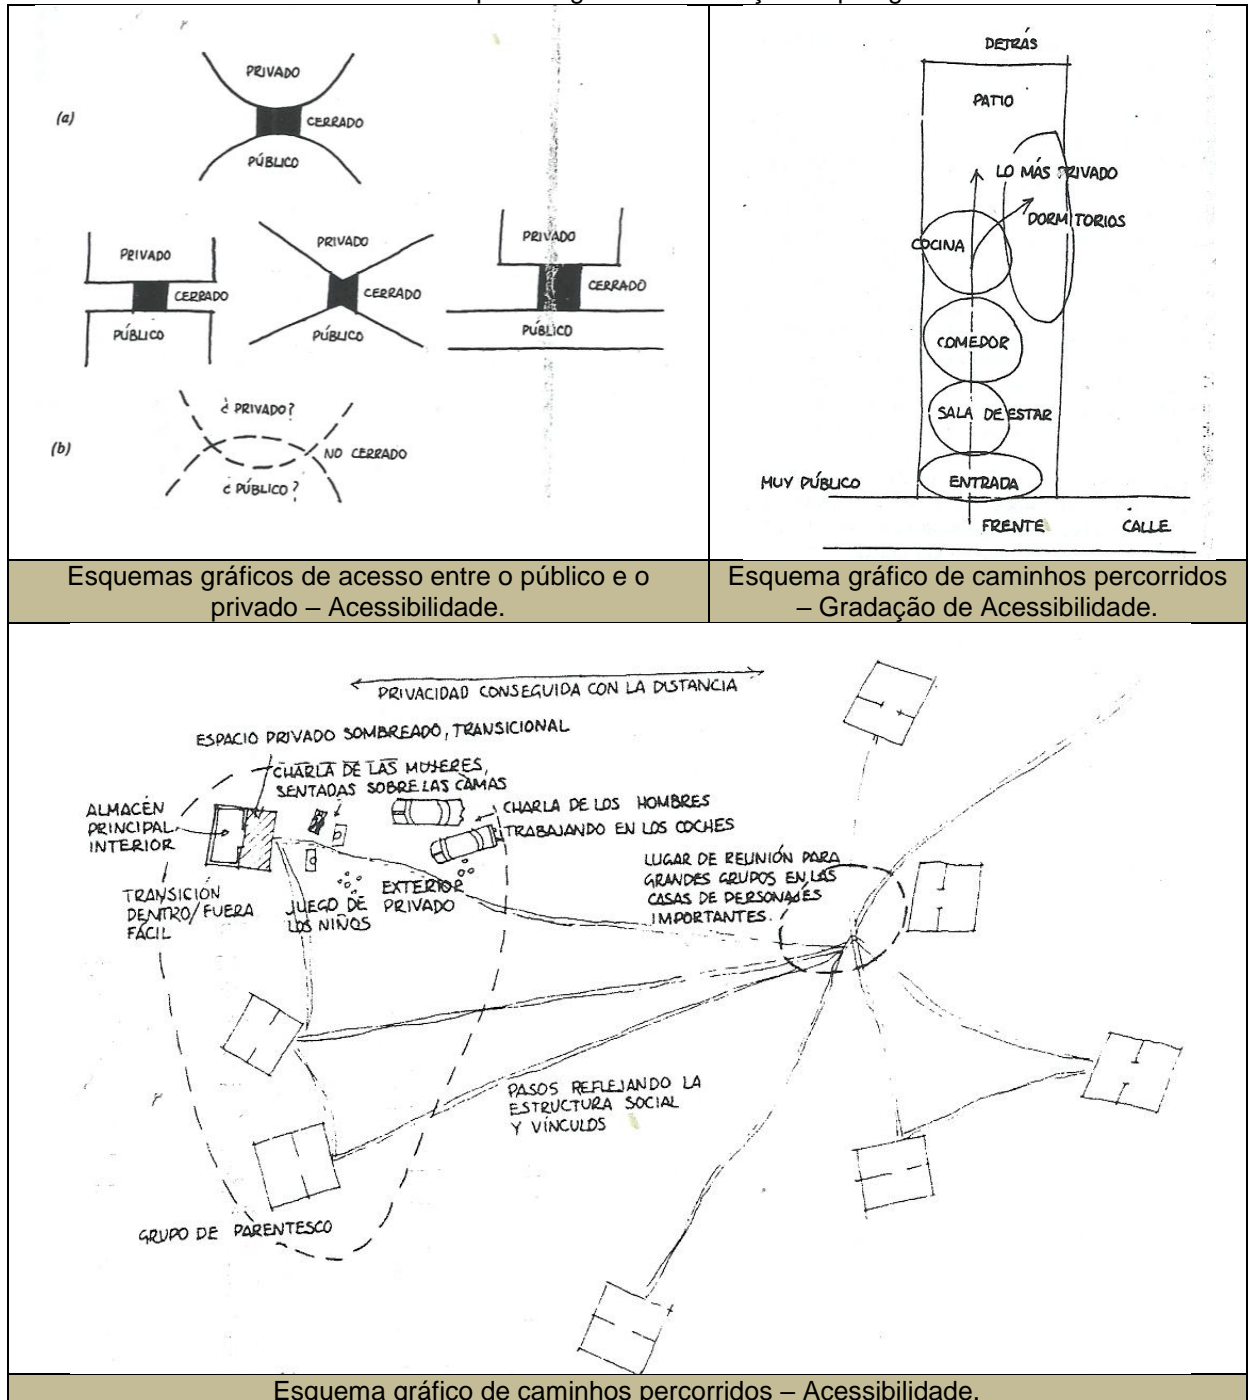 (a)
PRIVADO
CERRADO
PÚBLICO
PRIVADO
CERRADO
PÚBLICO
PRIVADO
CERRADO
PÚBLICO
PRIVADO
CERRADO
PÚBLICO
(b)
¿ PRIVADO?
NO CERRADO
¿ PÚBLICO?
DETRÁS
PATIO
LO MÁS PRIVADO
DORMITORIOS
COCINA
COMEDOR
SALA DE ESTAR
MUY PÚBLICO
ENTRADA
FRENTE
CALLE
Esquemas gráficos de acesso entre o público e o
privado – Acessibilidade.
Esquema gráfico de caminhos percorridos
– Gradação de Acessibilidade.
PRIVACIDAD CONSEGUIDA CON LA DISTANCIA
ESPACIO PRIVADO SOMBREADO, TRANSICIONAL
CHARLA DE LAS MUJERES,
SENTADAS SOBRE LAS CAMAS
ALMACÉN
PRINCIPAL
INTERIOR
CHARLA DE LOS HOMBRES
TRABAJANDO EN LOS COCHES
TRANSICIÓN
DENTRO/FUERA
FÁCIL
JUEGO DE
LOS NIÑOS
EXTERIOR
PRIVADO
LUGAR DE REUNIÓN PARA
GRANDES GRUPOS EN LAS
CASAS DE PERSONAJES
IMPORTANTES.
PASOS REFLEJANDO LA
ESTRUCTURA SOCIAL
Y VÍNCULOS
GRUPO DE PARENTESCO
Esquema gráfico de caminhos percorridos – Acessibilidade.